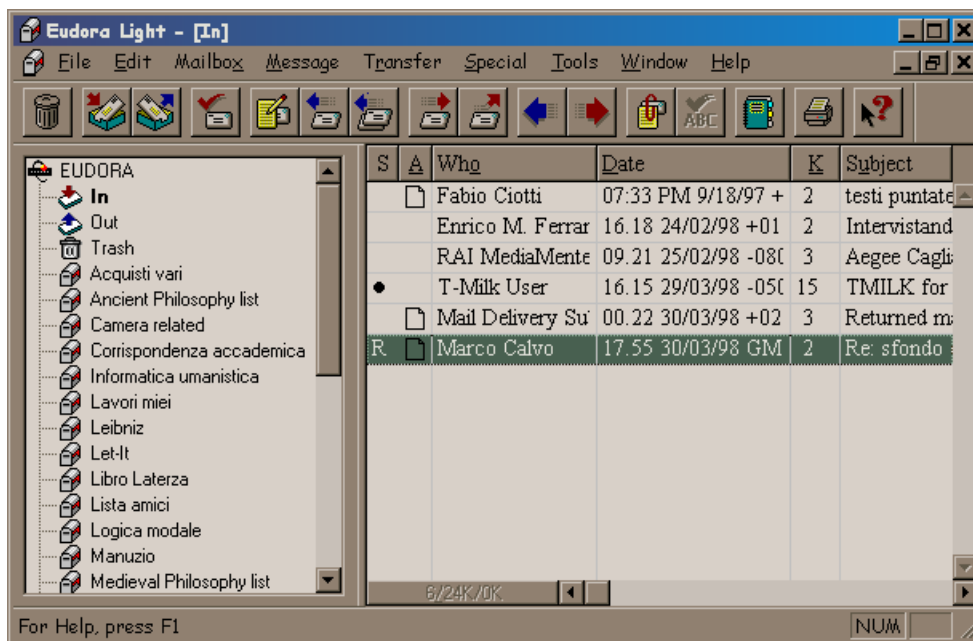 Eudora Light - [In]
File Edit Mailbox Message Transfer Special Tools Window Help
ABC
EUDORA
In
Out
Trash
Acquisti vari
Ancient Philosophy list
Camera related
Corrispondenza accademica
Informatica umanistica
Lavori miei
Leibniz
Let-It
Libro Laterza
Lista amici
Logica modale
Manuzio
Medieval Philosophy list
S A Who Date K Subject
Fabio Ciotti 07:33 PM 9/18/97 + 2 testi puntate
Enrico M. Ferrar 16.18 24/02/98 +01 2 Intervistand
RAI MediaMente 09.21 25/02/98 -080 3 Aegee Cagli
● T-Milk User 16.15 29/03/98 -050 15 TMILK for
Mail Delivery Su 00.22 30/03/98 +02 3 Returned ma
R Marco Calvo 17.55 30/03/98 GM 2 Re: sfondo
6/24K/0K
For Help, press F1
NUM